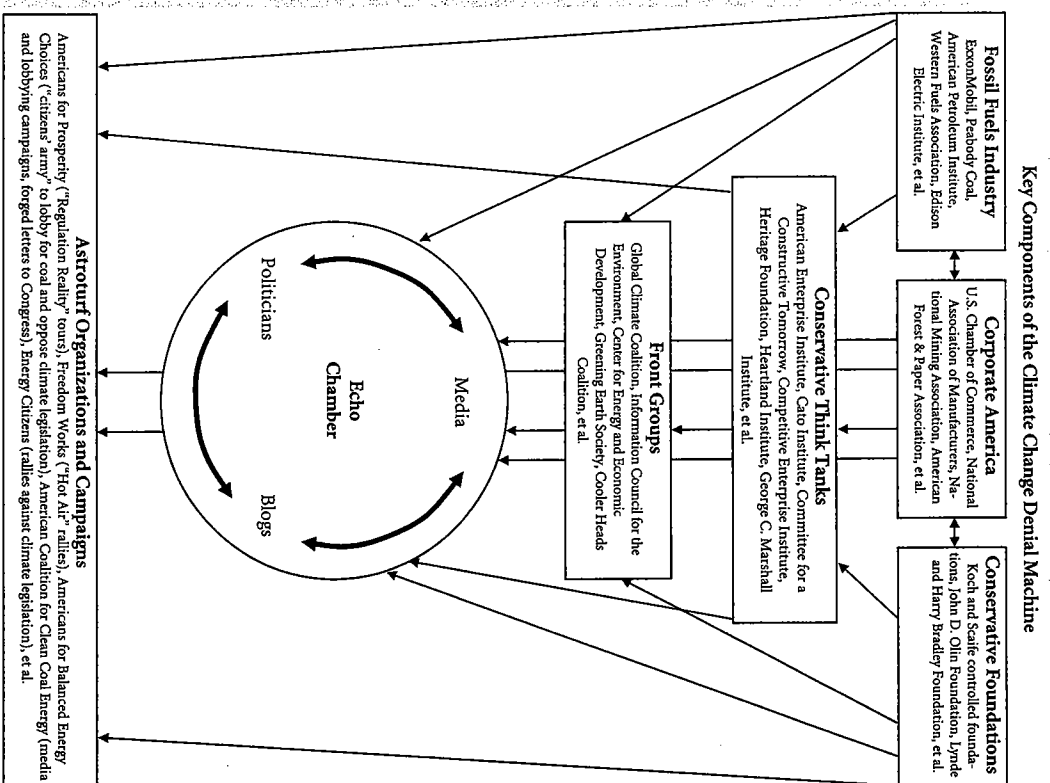 Key Components of the Climate Change Denial Machine
Fossil Fuels Industry
ExxonMobil, Peabody Coal,
American Petroleum Institute,
Western Fuels Association, Edison
Electric Institute, et al.
Corporate America
U.S. Chamber of Commerce, National
Association of Manufacturers, Na-
tional Mining Association, American
Forest & Paper Association, et al.
Conservative Foundations
Koch and Scaife controlled founda-
tions, John D. Olin Foundation, Lynde
and Harry Bradley Foundation, et al.
Conservative Think Tanks
American Enterprise Institute, Cato Institute, Committee for a
Constructive Tomorrow, Competitive Enterprise Institute,
Heritage Foundation, Heartland Institute, George C. Marshall
Institute, et al.
Front Groups
Global Climate Coalition, Information Council for the
Environment, Center for Energy and Economic
Development, Greening Earth Society, Cooler Heads
Coalition, et al.
Media
Echo
Chamber
Politicians
Blogs
Astroturf Organizations and Campaigns
Americans for Prosperity ("Regulation Reality" tours), Freedom Works ("Hot Air" rallies), Americans for Balanced Energy
Choices ("citizens' army" to lobby for coal and oppose climate legislation), American Coalition for Clean Coal Energy (media
and lobbying campaigns, forged letters to Congress), Energy Citizens (rallies against climate legislation), et al.